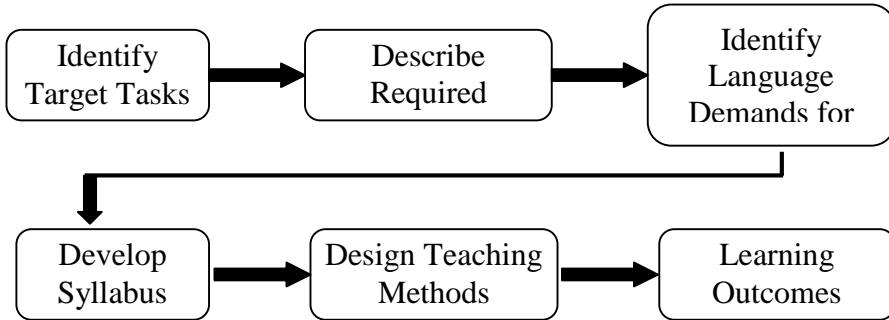 Identify
Target Tasks
Describe
Required
Identify
Language
Demands for
Develop
Syllabus
Design Teaching
Methods
Learning
Outcomes